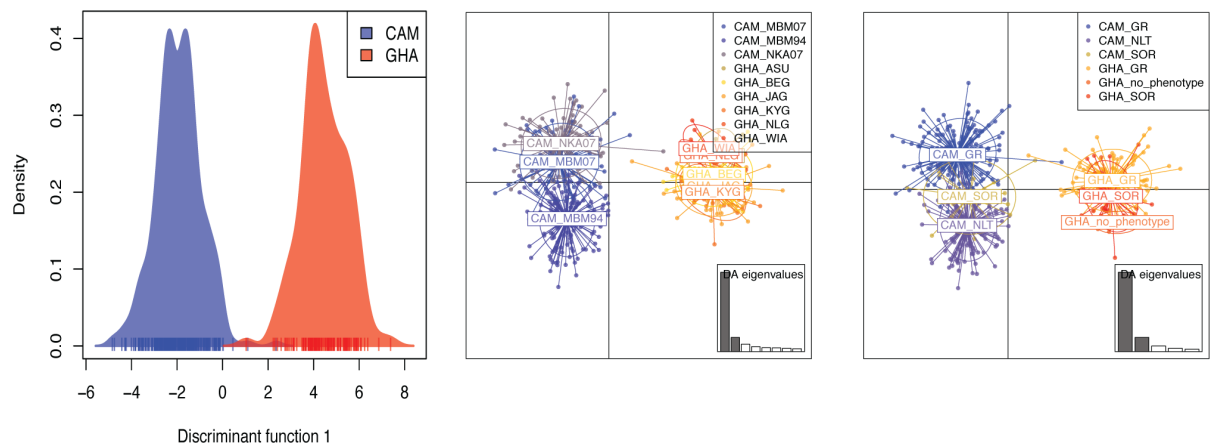 CAM
GHA
0.4
0.3
0.2
0.1
0.0
Density
−6 −4 −2 0 2 4 6 8
Discriminant function 1
CAM_MBM07
CAM_MBM94
CAM_NKA07
GHA_ASU
GHA_BEG
GHA_JAG
GHA_KYG
GHA_NLG
GHA_WIA
CAM_NKA07
CAM_MBM07
CAM_MBM94
GHA_WIA
GHA_NLG
GHA_BEG
GHA_JAG
GHA_KYG
DA eigenvalues
CAM_GR
CAM_NLT
CAM_SOR
GHA_GR
GHA_no_phenotype
GHA_SOR
CAM_GR
CAM_SOR
CAM_NLT
GHA_GR
GHA_SOR
GHA_no_phenotype
DA eigenvalues